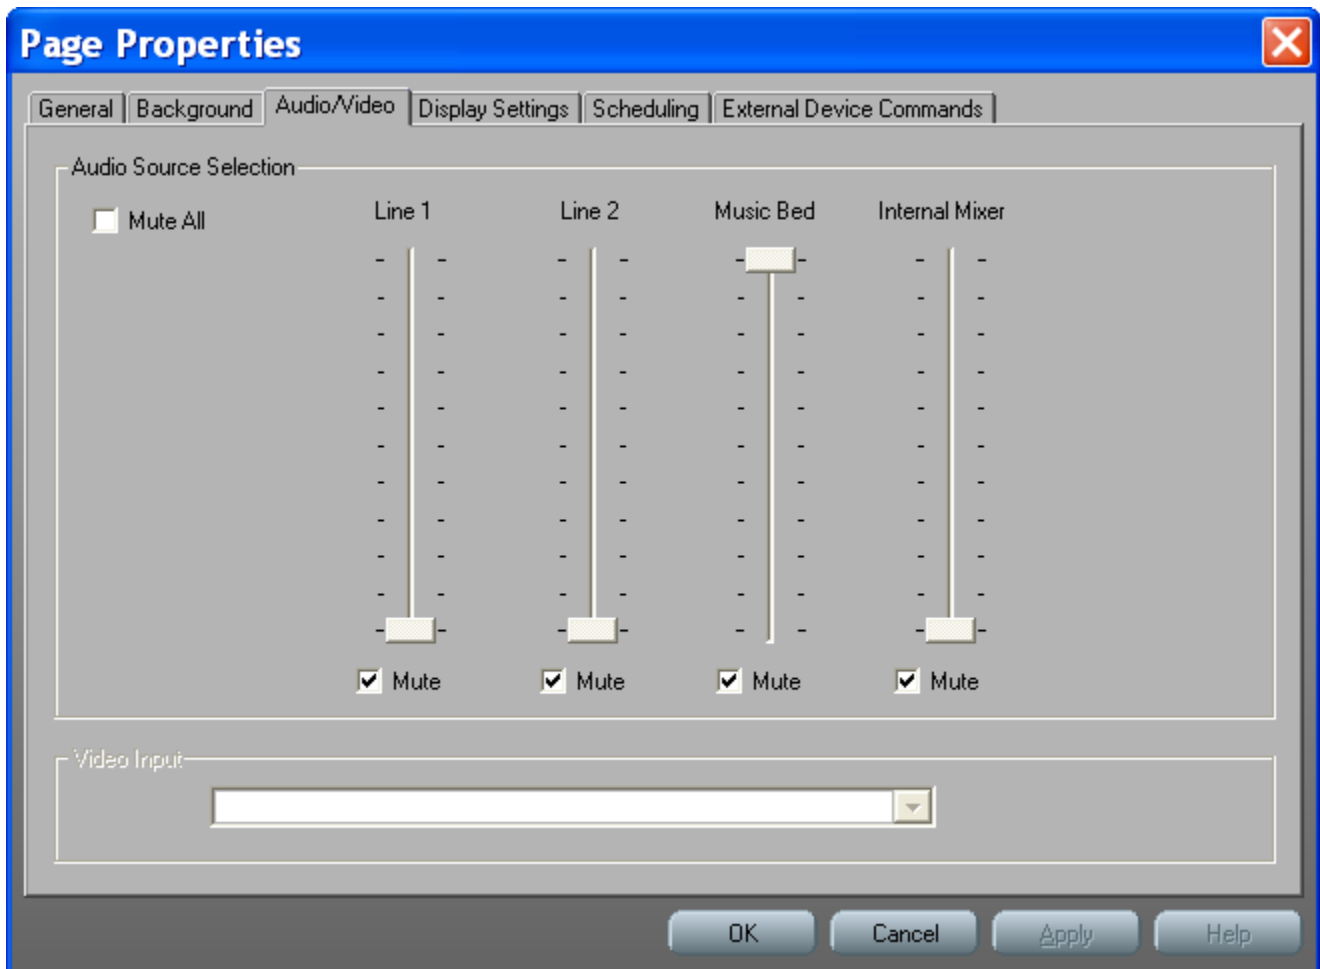 Page Properties
General Background Audio/Video Display Settings Scheduling External Device Commands
Audio Source Selection
Mute All Line 1 Line 2 Music Bed Internal Mixer
Mute Mute Mute Mute
Video Input
OK Cancel Apply Help